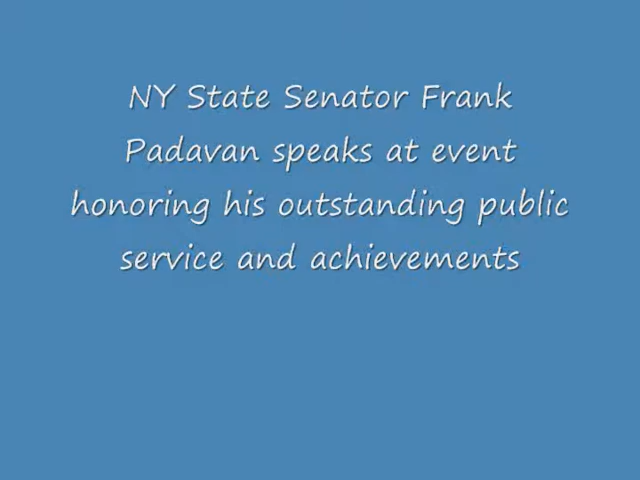 NY State Senator Frank
Padavan speaks at event
honoring his outstanding public
service and achievements